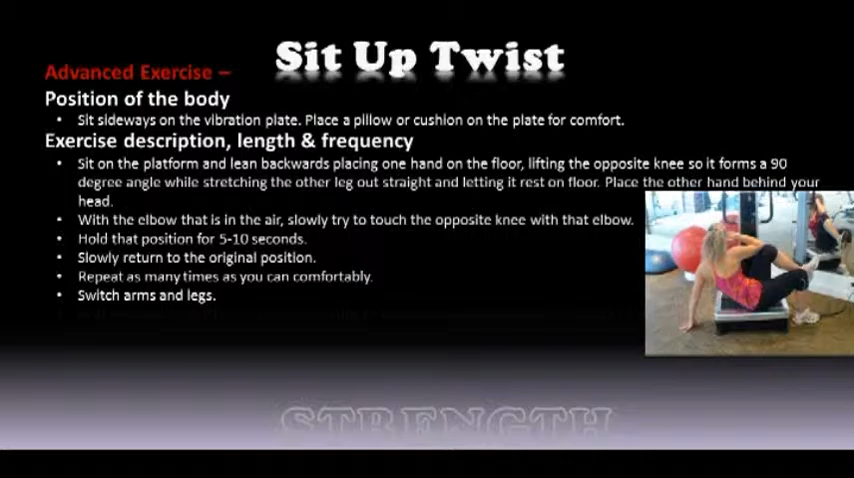 Sit Up Twist
Advanced Exercise –
Position of the body
• Sit sideways on the vibration plate. Place a pillow or cushion on the plate for comfort.
Exercise description, length & frequency
• Sit on the platform and lean backwards placing one hand on the floor, lifting the opposite knee so it forms a 90
degree angle while stretching the other leg out straight and letting it rest on floor. Place the other hand behind your
head.
• With the elbow that is in the air, slowly try to touch the opposite knee with that elbow.
• Hold that position for 5-10 seconds.
• Slowly return to the original position.
• Repeat as many times as you can comfortably.
• Switch arms and legs.
STRENGTH